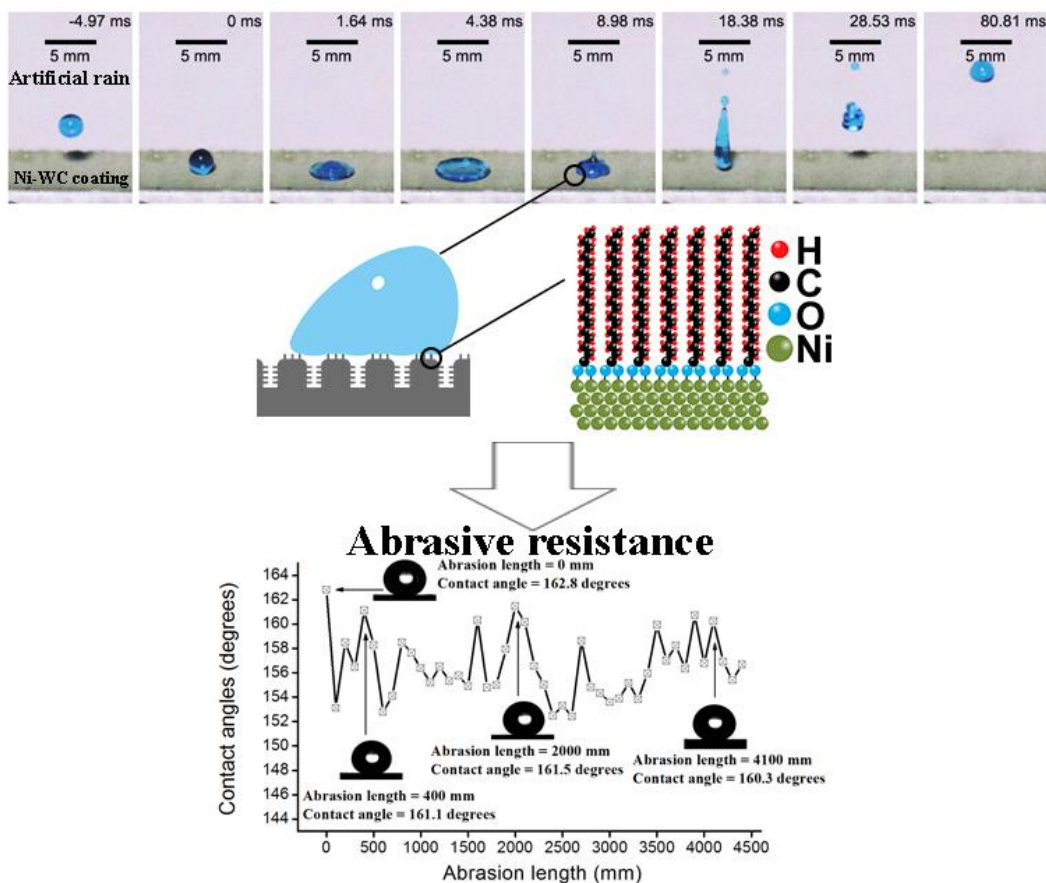 -4.97 ms
0 ms
1.64 ms
4.38 ms
8.98 ms
18.38 ms
28.53 ms
80.81 ms
5 mm
5 mm
5 mm
5 mm
5 mm
5 mm
5 mm
5 mm
Artificial rain
Ni-WC coating
H
C
O
Ni
Abrasive resistance
Abrasion length = 0 mm
Contact angle = 162.8 degrees
Contact angles (degrees)
164
162
160
158
156
154
152
150
148
146
144
Abrasion length = 2000 mm
Contact angle = 161.5 degrees
Abrasion length = 4100 mm
Contact angle = 160.3 degrees
Abrasion length = 400 mm
Contact angle = 161.1 degrees
0
500
1000
1500
2000
2500
3000
3500
4000
4500
Abrasion length (mm)